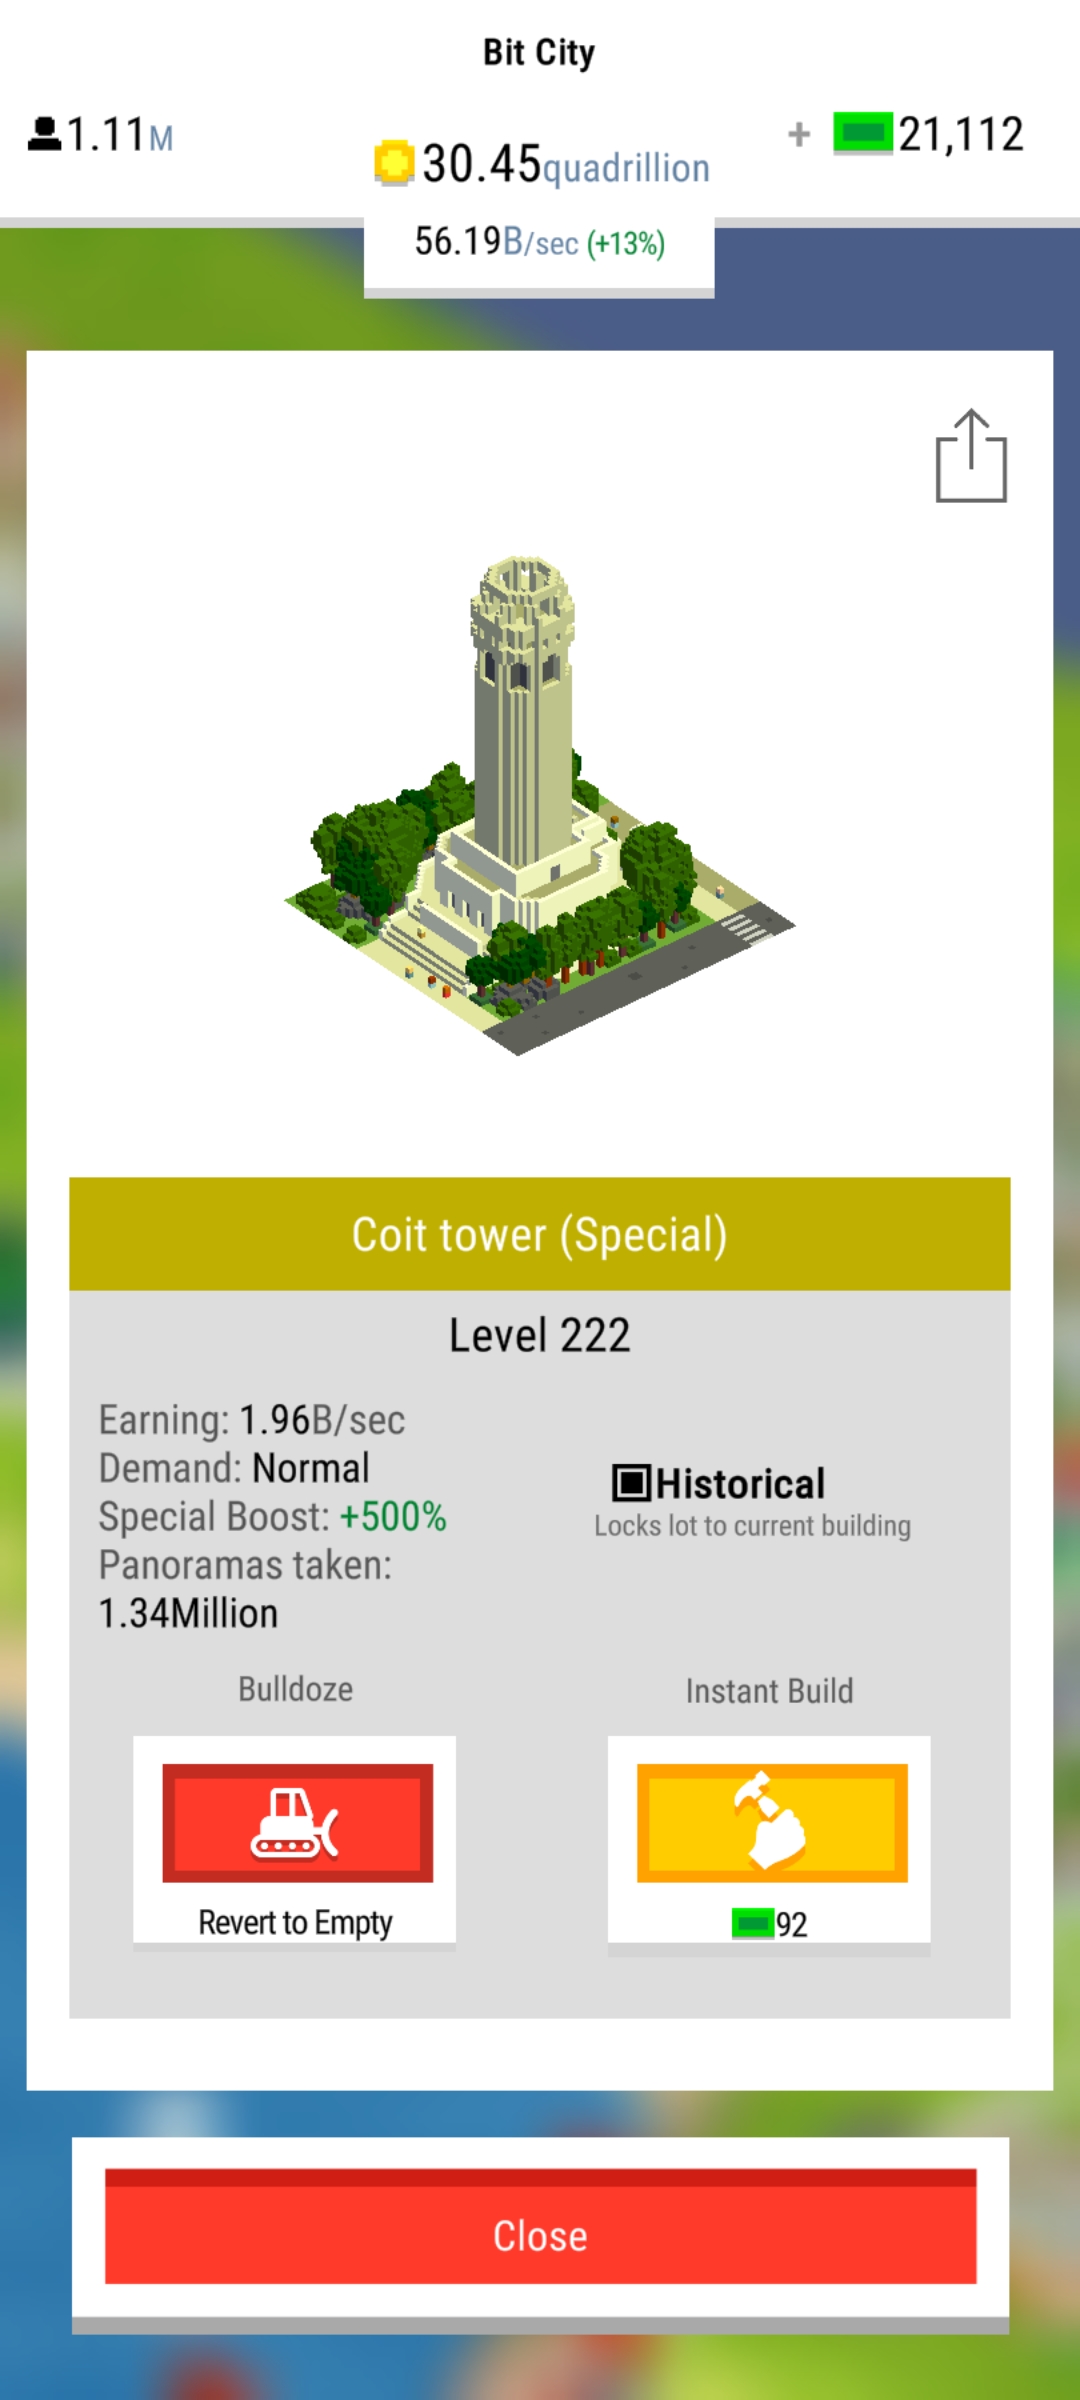 Bit City
1.11M
30.45quadrillion
+ 21,112
56.19B/sec (+13%)
Coit tower (Special)
Level 222
Earning: 1.96B/sec
Demand: Normal
Special Boost: +500%
Panoramas taken:
1.34Million
Historical
Locks lot to current building
Bulldoze
Instant Build
Revert to Empty
92
Close